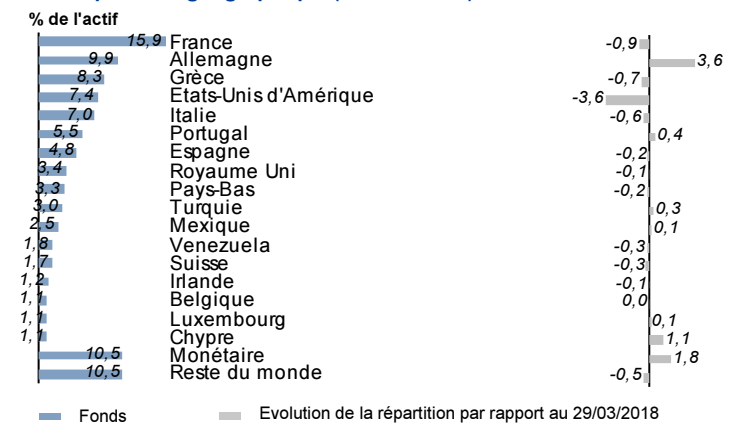 % de l'actif
15,9 France -0,9
9,9 Allemagne 3,6
8,3 Grèce -0,7
7,4 Etats-Unis d'Amérique -3,6
7,0 Italie -0,6
5,5 Portugal 0,4
4,8 Espagne -0,2
3,4 Royaume Uni -0,1
3,3 Pays-Bas -0,2
3,0 Turquie 0,3
2,5 Mexique 0,1
1,8 Venezuela -0,3
1,7 Suisse -0,3
1,2 Irlande -0,1
1,1 Belgique 0,0
1,1 Luxembourg 0,1
1,1 Chypre 1,1
10,5 Monétaire 1,8
10,5 Reste du monde -0,5
Fonds Evolution de la répartition par rapport au 29/03/2018